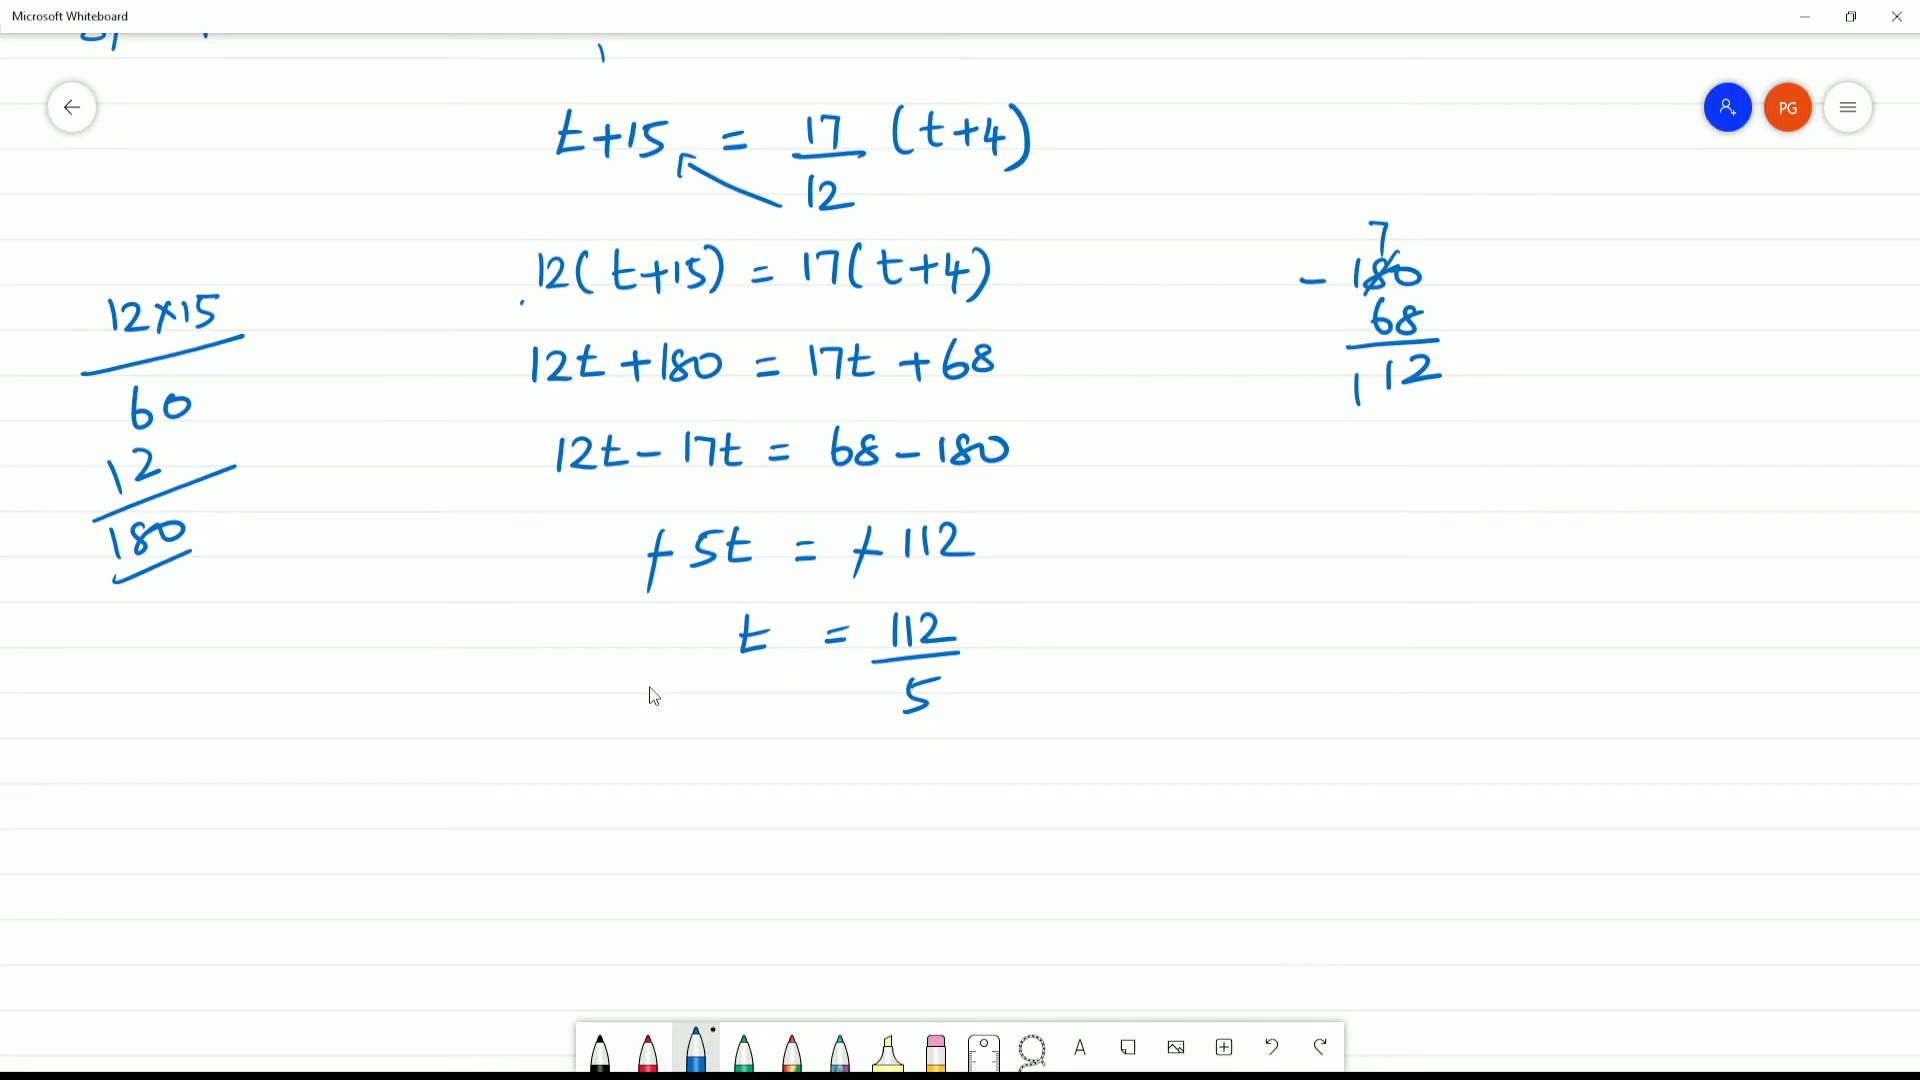 Microsoft Whiteboard
PG
t+15 = 17/12 (t+4)
12(t+15) = 17(t+4)
12t+180 = 17t+68
12t-17t = 68-180
-5t = -112
t = 112/5
12×15
60
12
180
7
- 180
68
112
A